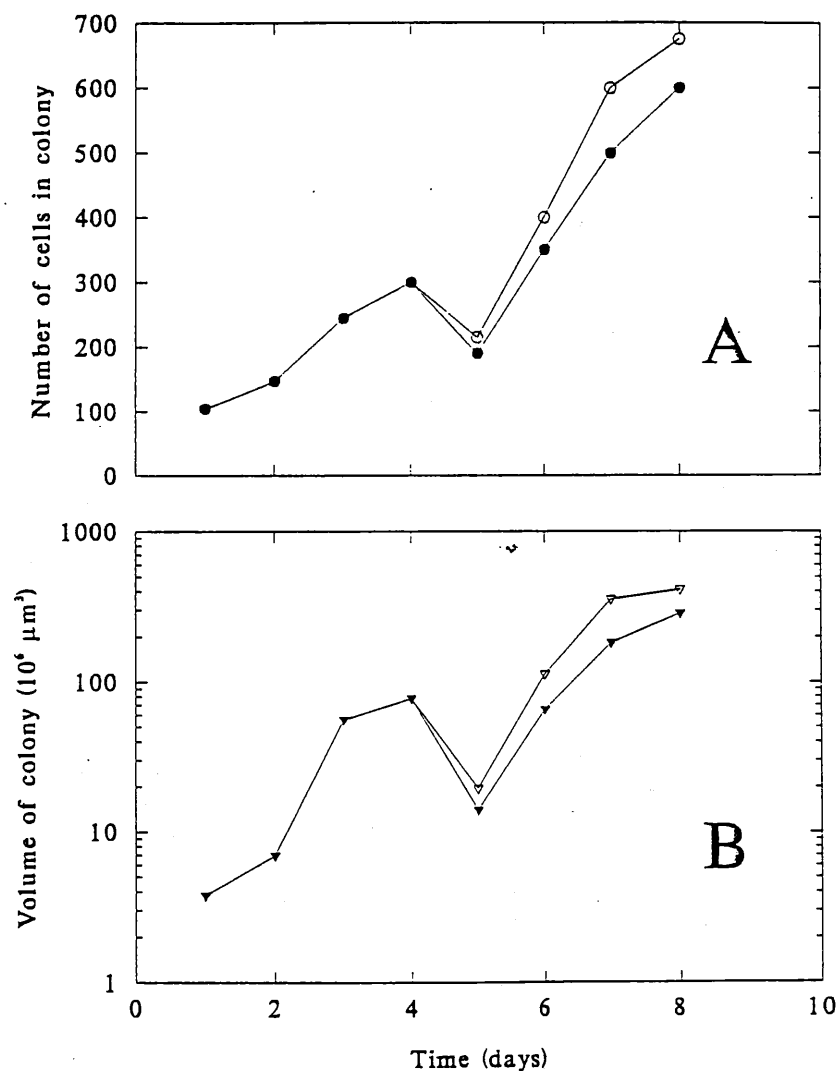 700
600
500
400
300
200
100
0
Number of cells in colony
A
1000
100
10
1
Volume of colony (10⁶ μm³)
B
0 2 4 6 8 10
Time (days)